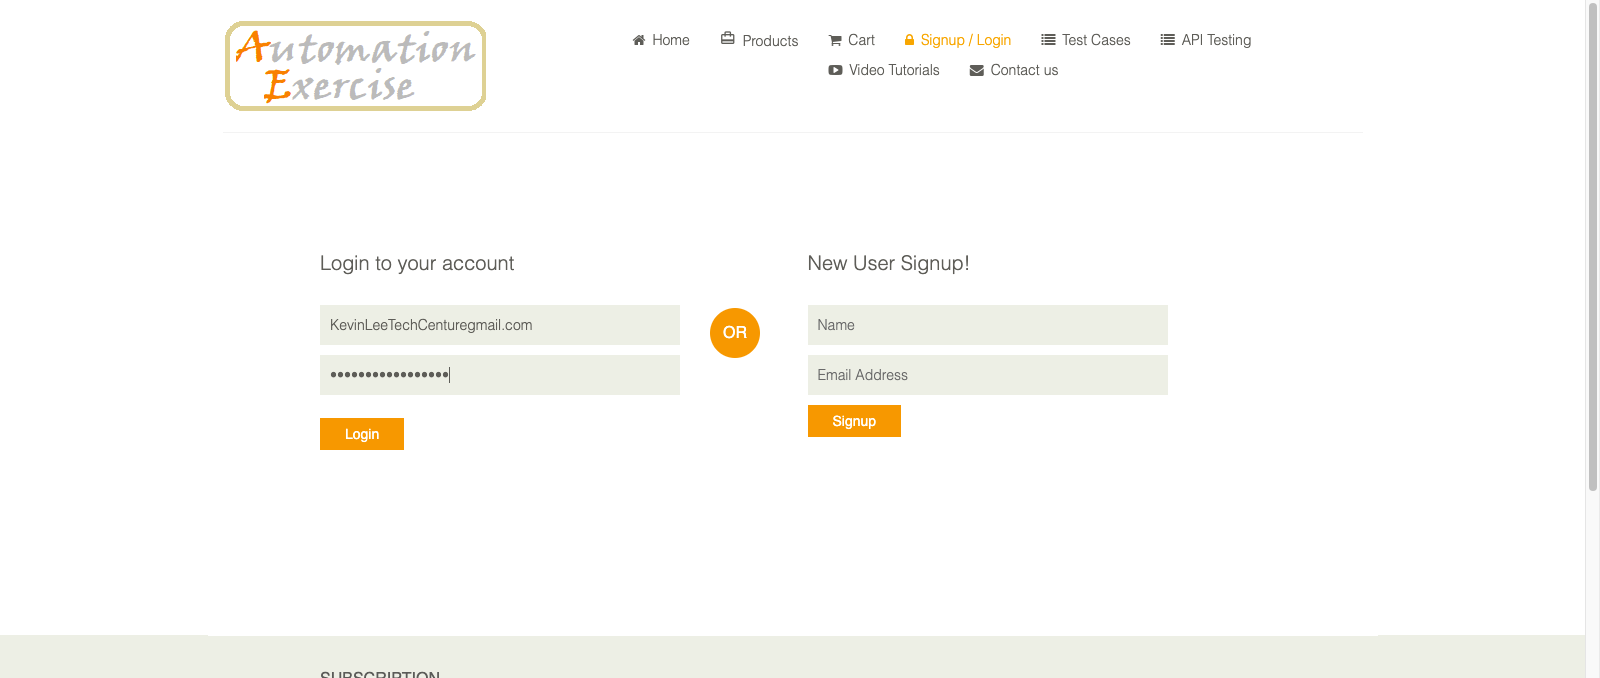 Automation
Exercise
Home
Products
Cart
Signup / Login
Test Cases
API Testing
Video Tutorials
Contact us
Login to your account
New User Signup!
KevinLeeTechCenturegmail.com
OR
Name
•••••••••••••••••
Email Address
Login
Signup
SUBSCRIPTION